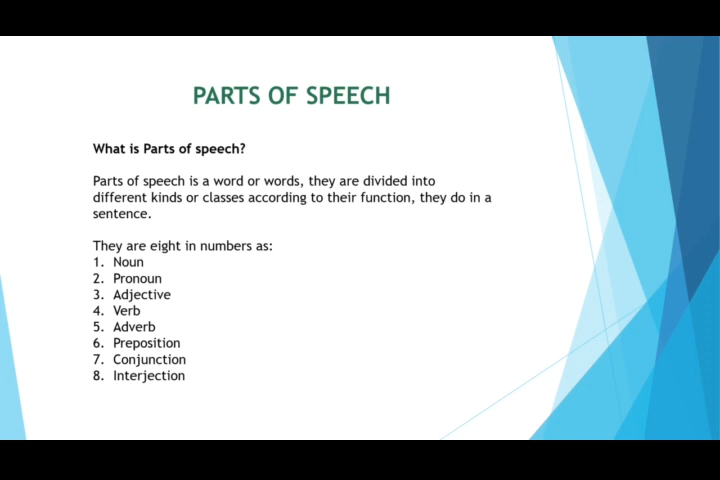 PARTS OF SPEECH
What is Parts of speech?
Parts of speech is a word or words, they are divided into
different kinds or classes according to their function, they do in a
sentence.
They are eight in numbers as:
1. Noun
2. Pronoun
3. Adjective
4. Verb
5. Adverb
6. Preposition
7. Conjunction
8. Interjection